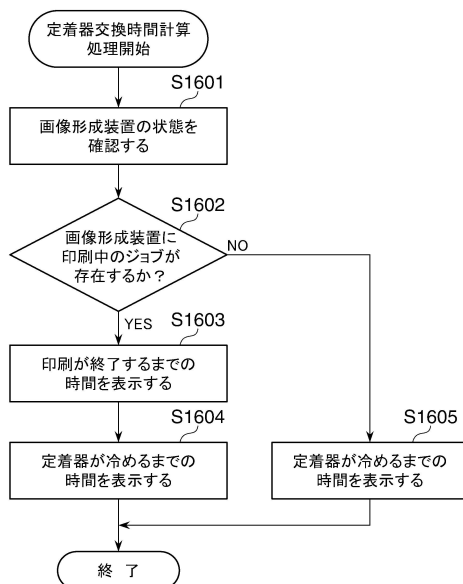 定着器交換時間計算
処理開始
S1601
画像形成装置の状態を
確認する
S1602
画像形成装置に
印刷中のジョブが
存在するか？
NO
YES
S1603
印刷が終了するまでの
時間を表示する
S1604
定着器が冷めるまでの
時間を表示する
S1605
定着器が冷めるまでの
時間を表示する
終 了